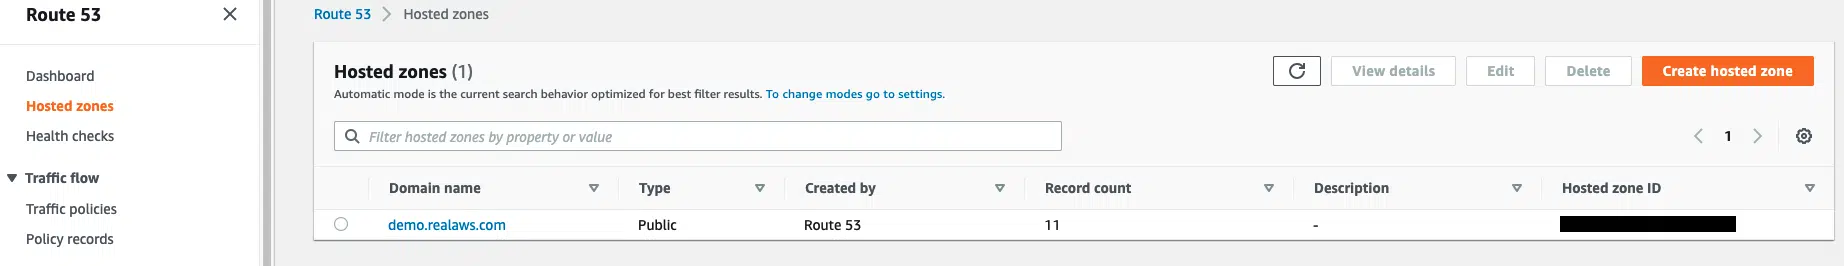 Route 53
Dashboard
Hosted zones
Health checks
Traffic flow
Traffic policies
Policy records
Route 53 > Hosted zones
Hosted zones (1)
View details Edit Delete Create hosted zone
Automatic mode is the current search behavior optimized for best filter results. To change modes go to settings.
Filter hosted zones by property or value
1
Domain name Type Created by Record count Description Hosted zone ID
demo.realaws.com Public Route 53 11 -